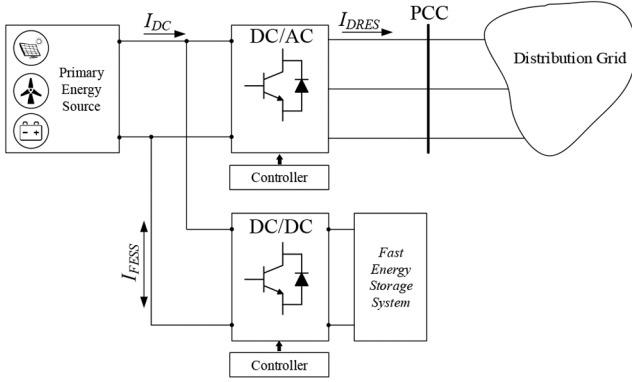 I_DC
I_DRES
PCC
Primary
Energy
Source
DC/AC
Distribution Grid
Controller
I_FESS
DC/DC
Fast
Energy
Storage
System
Controller